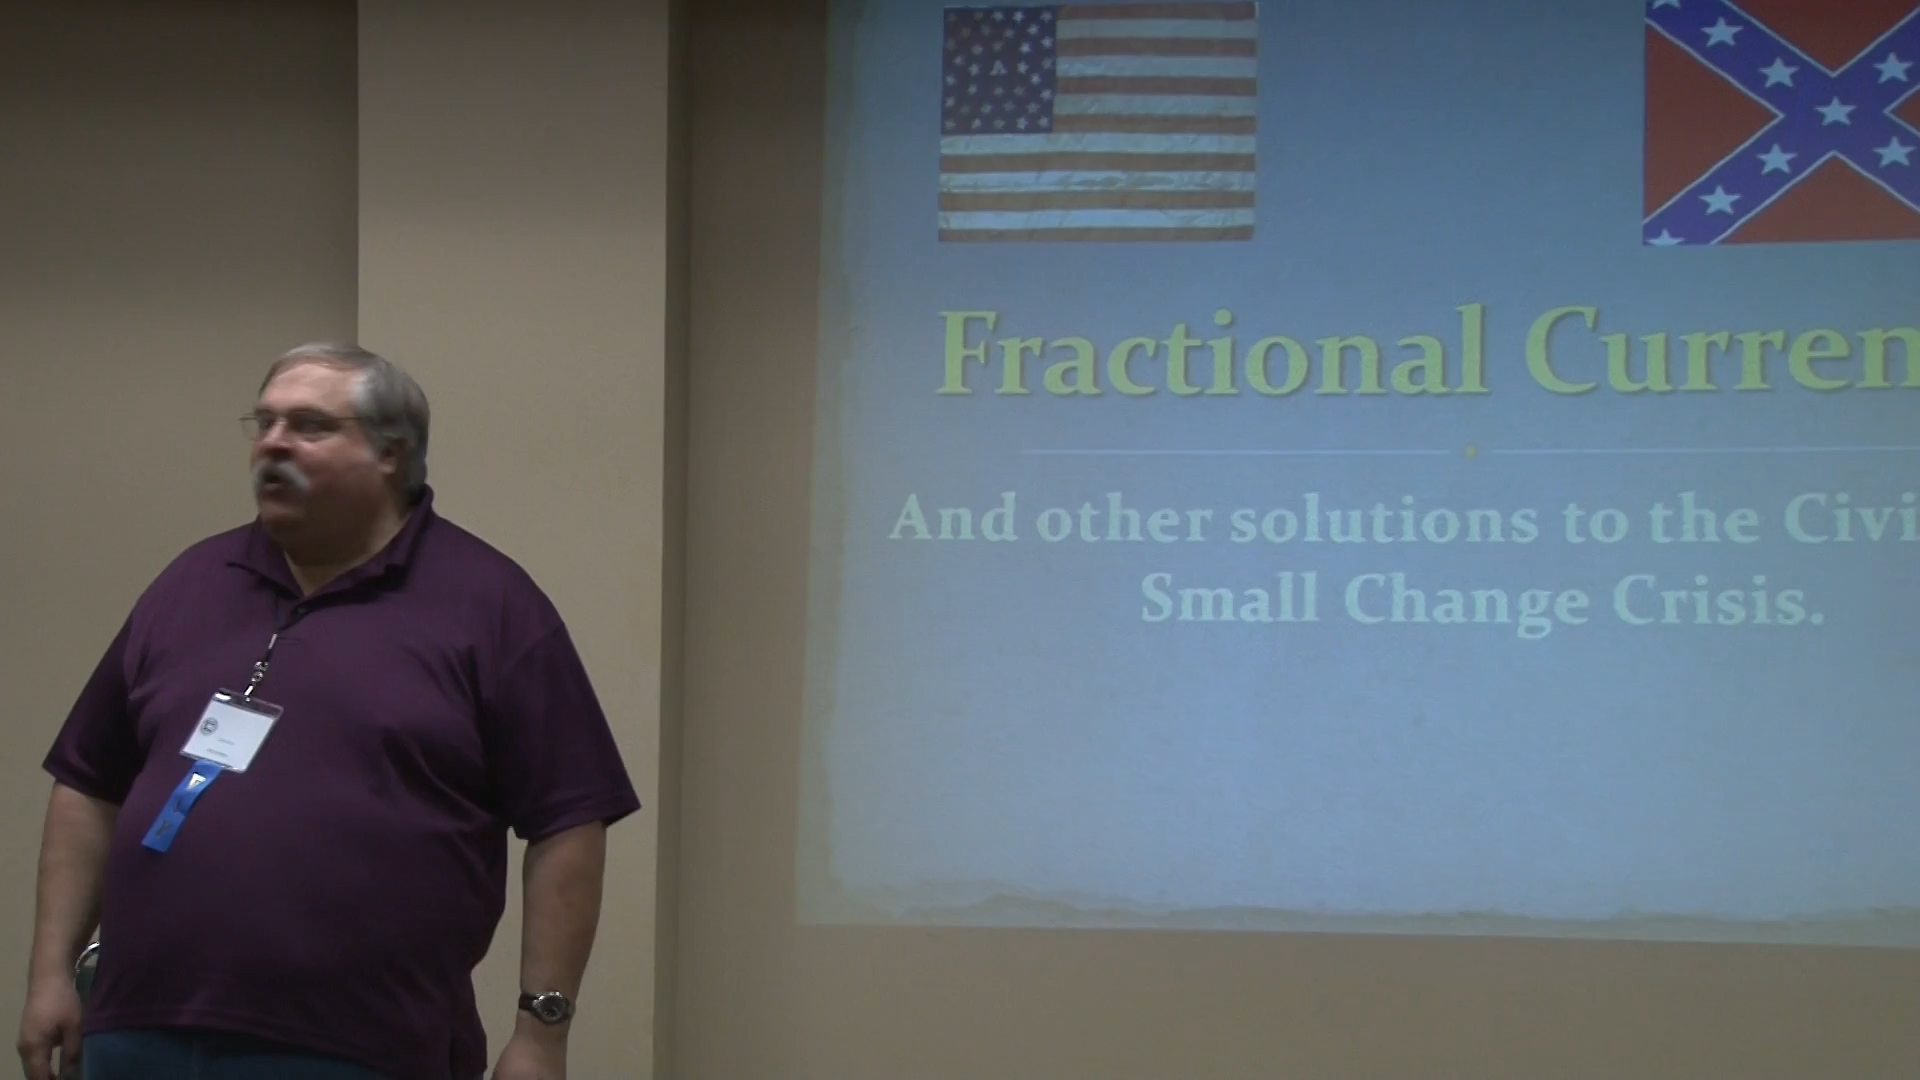 Fractional Curren
And other solutions to the Civi
Small Change Crisis.